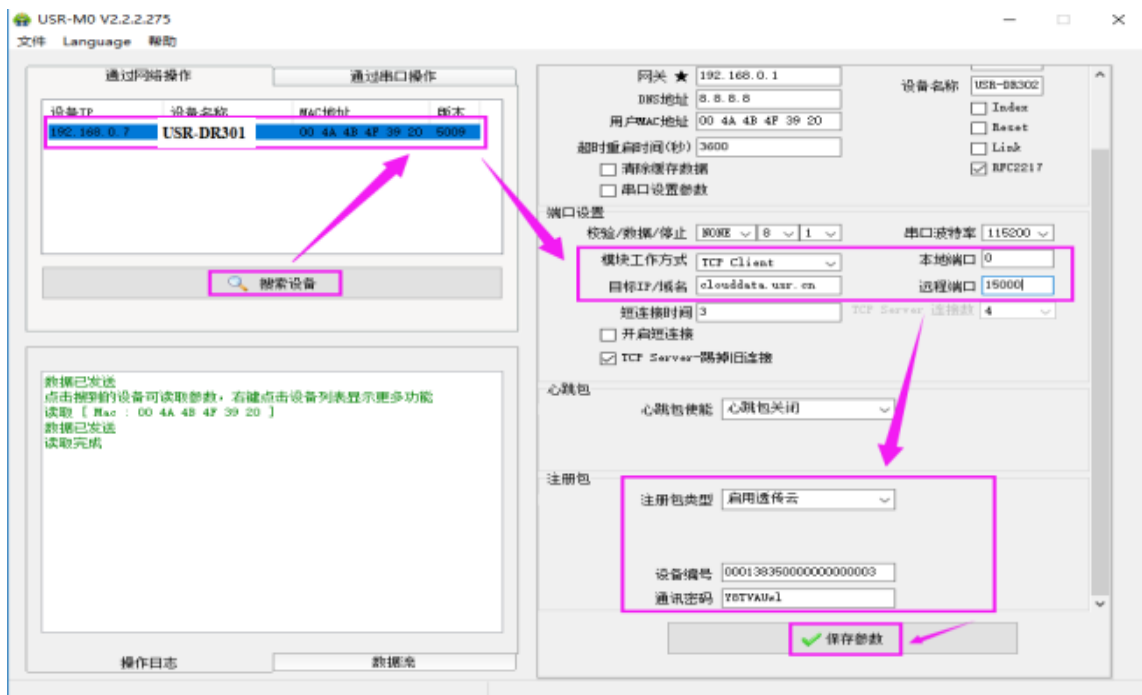 USR-M0 V2.2.2.275
文件 Language 帮助
通过网络操作 通过串口操作
设备IP 设备名称 MAC地址 版本
192.168.0.7 USR-DR301 00 4A 4B 4F 39 20 5009
搜索设备
数据已发送
点击搜到的设备可读取参数，右键点击设备列表显示更多功能
读取 [ Mac : 00 4A 4B 4F 39 20 ]
数据已发送
读取完成
操作日志 数据流
网关 ★ 192.168.0.1 设备名称 USR-DR302
DNS地址 8.8.8.8 Index
用户MAC地址 00 4A 4B 4F 39 20 Reset
超时重启时间(秒) 3600 Link
清除缓存数据 RFC2217
串口设置参数
端口设置
校验/数据/停止 NONE 8 1 串口波特率 115200
模块工作方式 TCP Client 本地端口 0
目标IP/域名 clouddata.usr.cn 远程端口 15000
短连接时间 3 TCP Server 连接数 4
开启短连接
TCP Server-踢掉旧连接
心跳包
心跳包使能 心跳包关闭
注册包
注册包类型 启用透传云
设备编号 00013835000000000003
通讯密码
保存参数